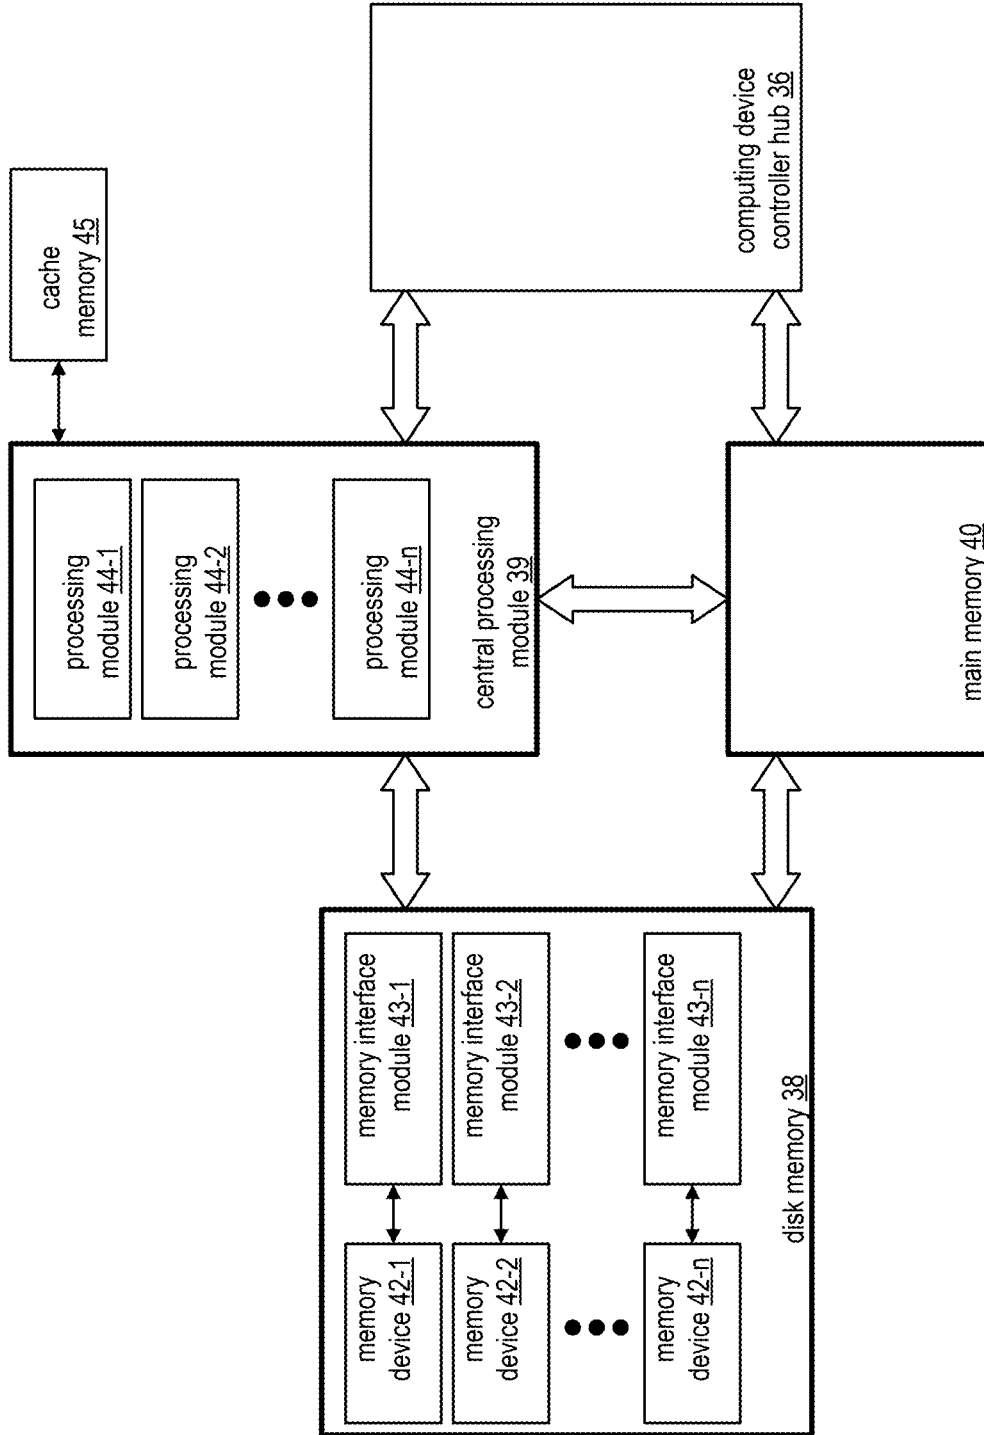 memory
device 42-1
memory interface
module 43-1
memory
device 42-2
memory interface
module 43-2
memory
device 42-n
memory interface
module 43-n
disk memory 38
processing
module 44-1
processing
module 44-2
processing
module 44-n
central processing
module 39
cache
memory 45
main memory 40
computing device
controller hub 36